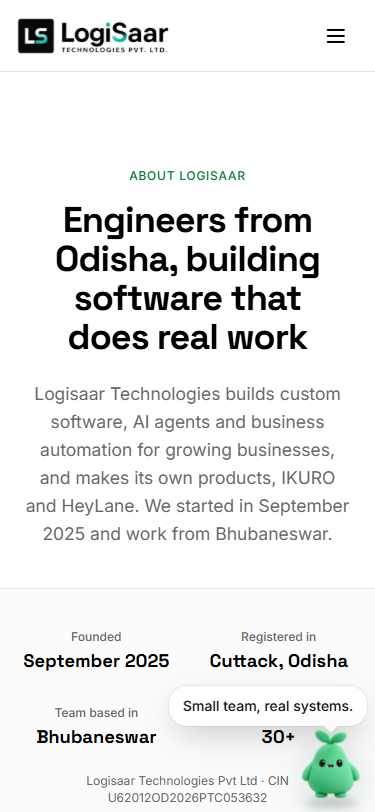 LS LogiSaar
TECHNOLOGIES PVT. LTD.
ABOUT LOGISAAR
Engineers from
Odisha, building
software that
does real work
Logisaar Technologies builds custom
software, AI agents and business
automation for growing businesses,
and makes its own products, IKURO
and HeyLane. We started in September
2025 and work from Bhubaneswar.
Founded
September 2025
Registered in
Cuttack, Odisha
Team based in
Bhubaneswar
Small team, real systems.
30+
Logisaar Technologies Pvt Ltd · CIN
U62012OD2026PTC053632